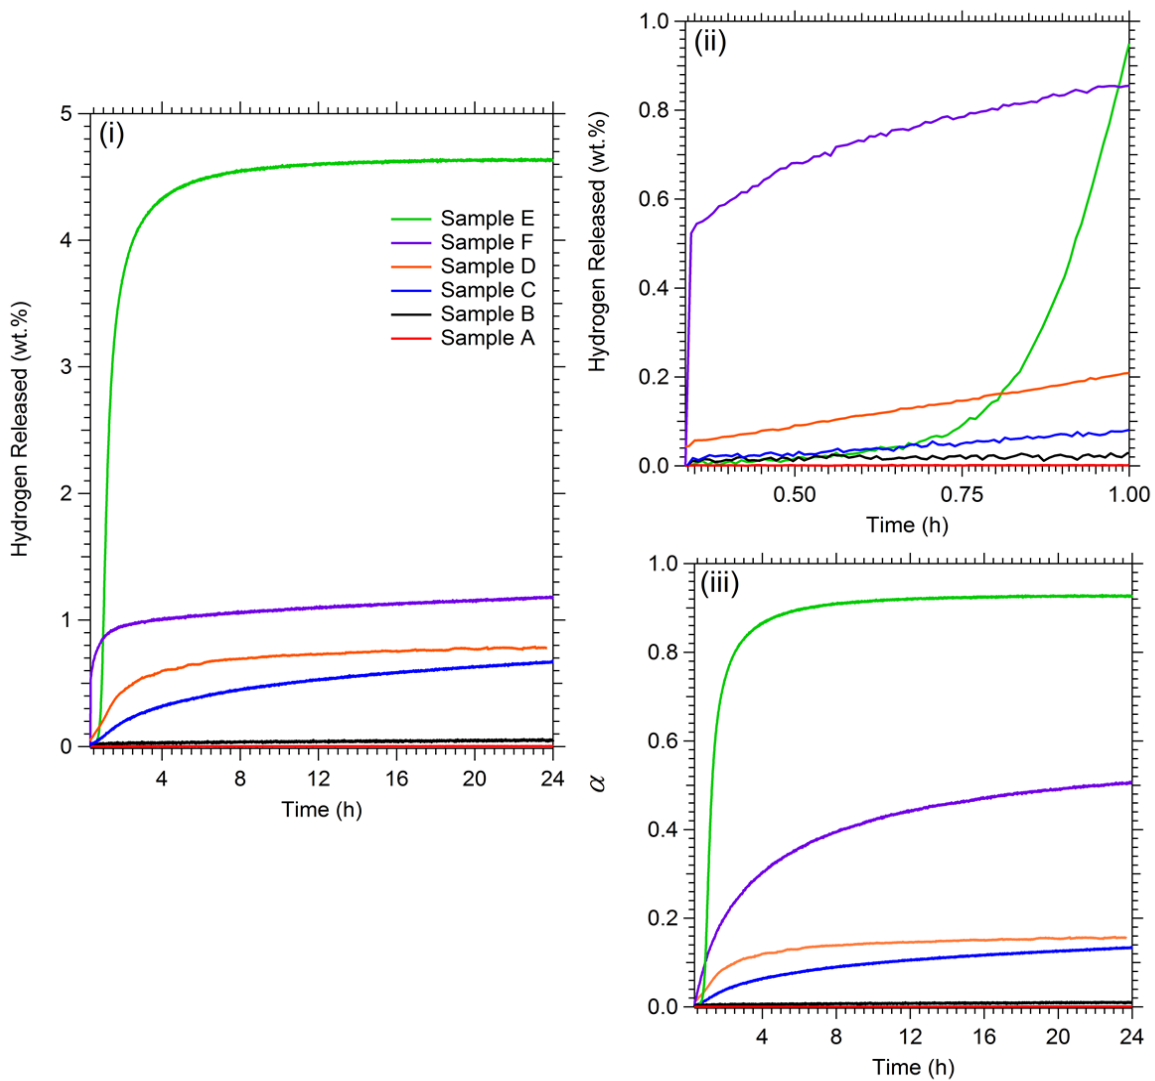 (i)
5
4
3
2
1
0
Hydrogen Released (wt.%)
4 8 12 16 20 24
Time (h)
Sample E
Sample F
Sample D
Sample C
Sample B
Sample A
(ii)
1.0
0.8
0.6
0.4
0.2
0.0
Hydrogen Released (wt.%)
0.50 0.75 1.00
Time (h)
(iii)
1.0
0.8
0.6
0.4
0.2
0.0
α
4 8 12 16 20 24
Time (h)